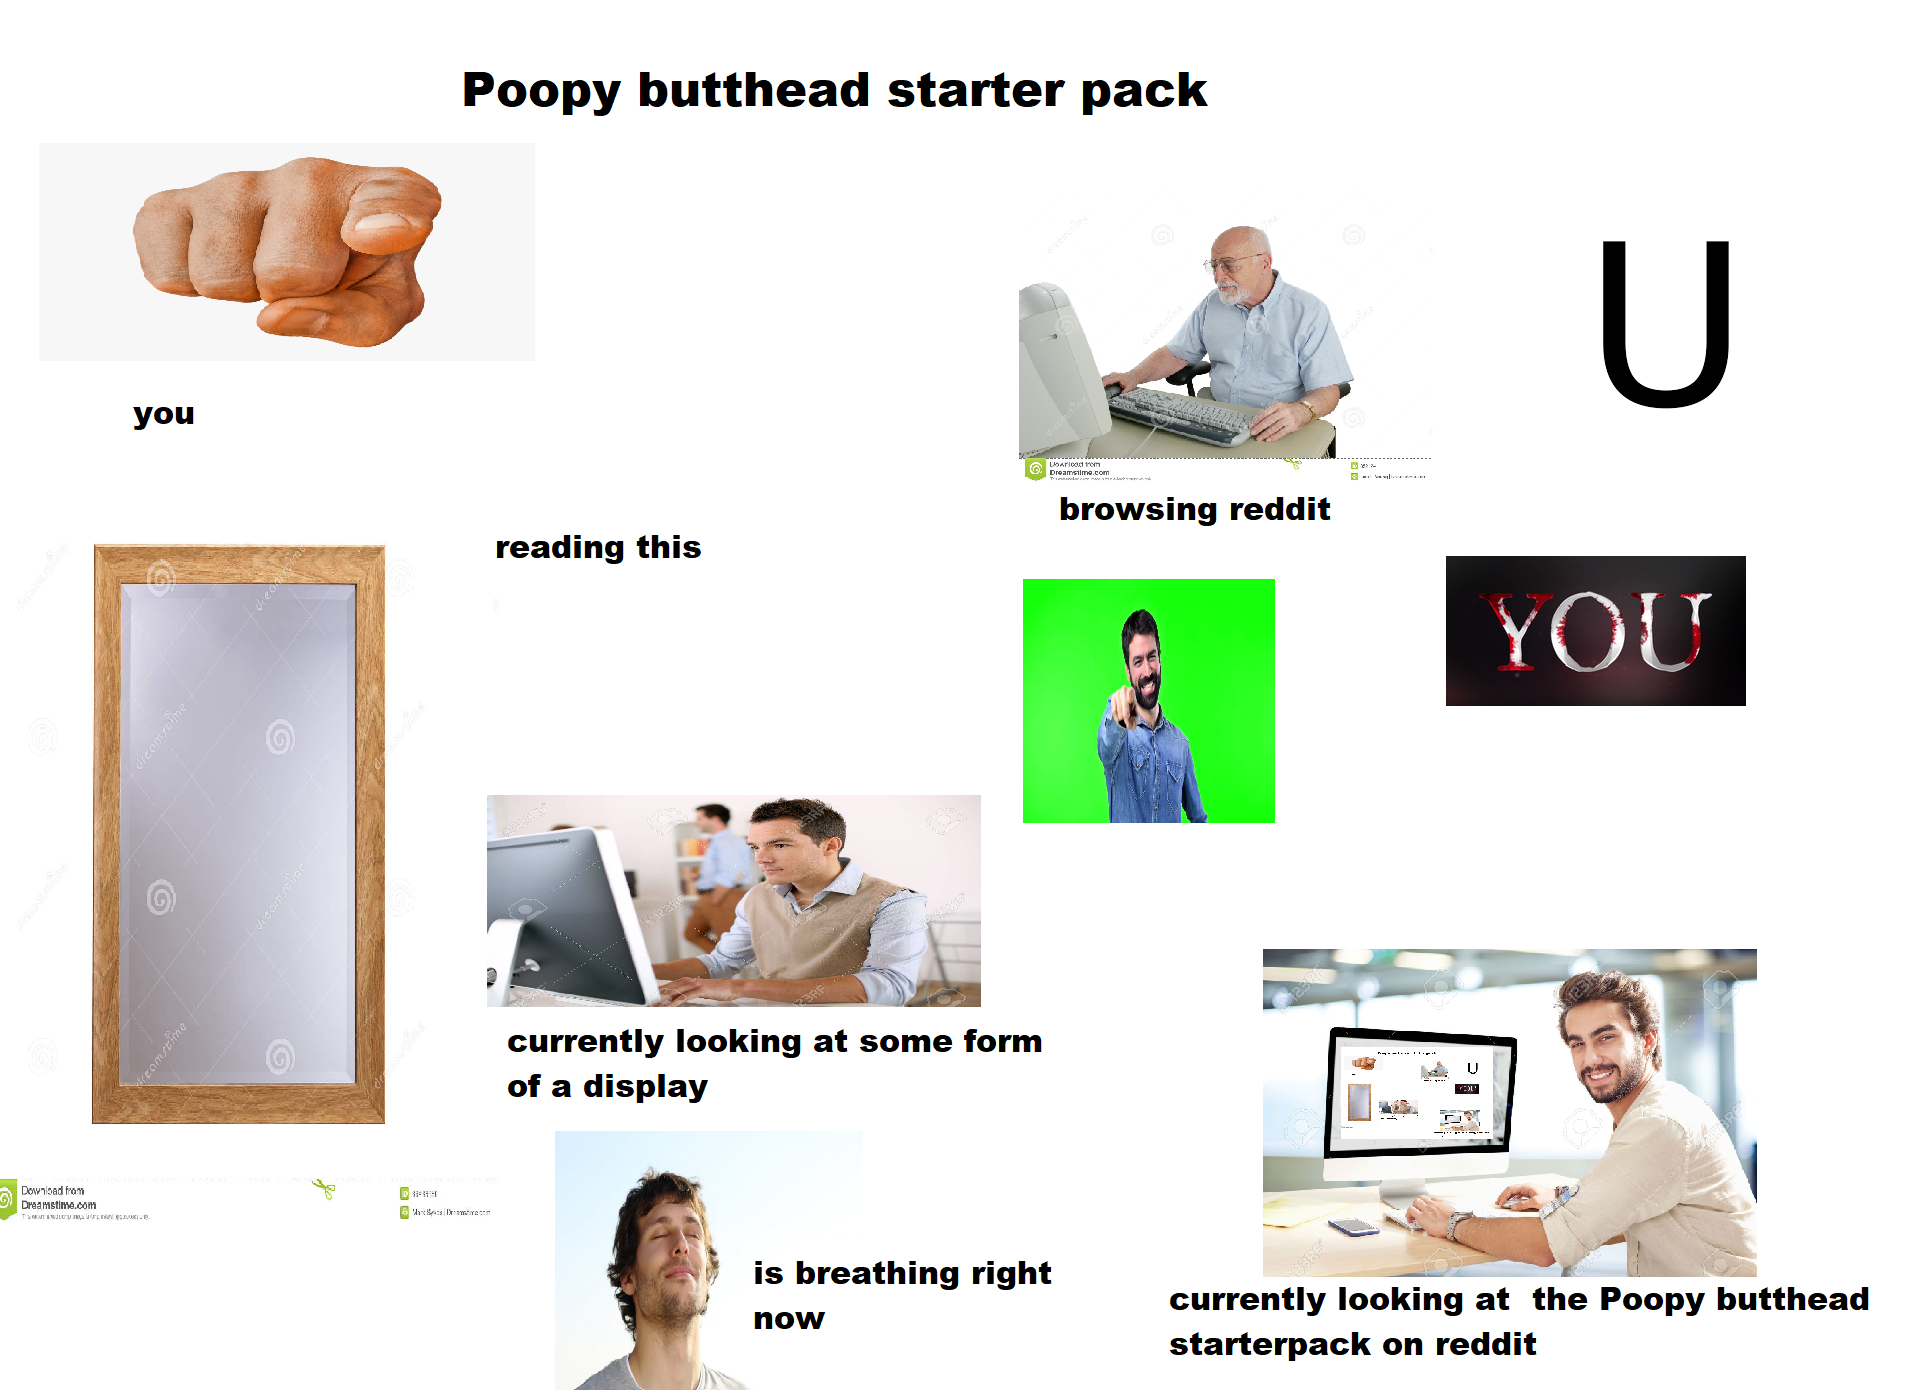 Poopy butthead starter pack
you
browsing reddit
U
reading this
YOU
currently looking at some form
of a display
is breathing right
now
currently looking at the Poopy butthead
starterpack on reddit
Download from
Dreamstime.com
Download from
Dreamstime.com